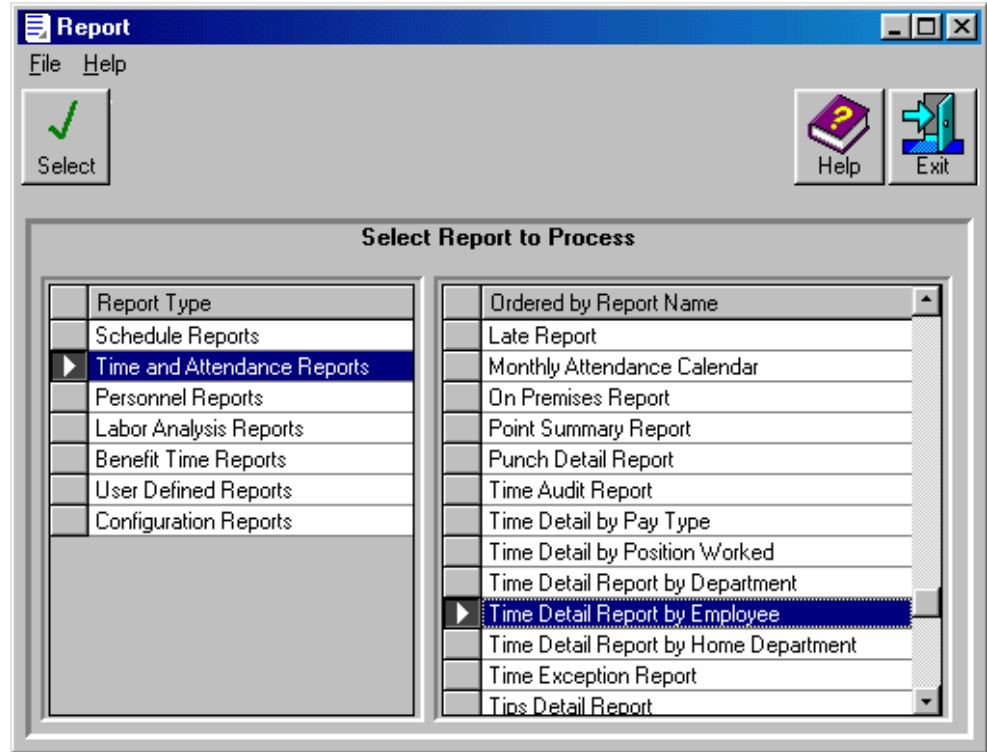 Report
File Help
Select
Help
Exit
Select Report to Process
Report Type
Schedule Reports
Time and Attendance Reports
Personnel Reports
Labor Analysis Reports
Benefit Time Reports
User Defined Reports
Configuration Reports
Ordered by Report Name
Late Report
Monthly Attendance Calendar
On Premises Report
Point Summary Report
Punch Detail Report
Time Audit Report
Time Detail by Pay Type
Time Detail by Position Worked
Time Detail Report by Department
Time Detail Report by Employee
Time Detail Report by Home Department
Time Exception Report
Tips Detail Report